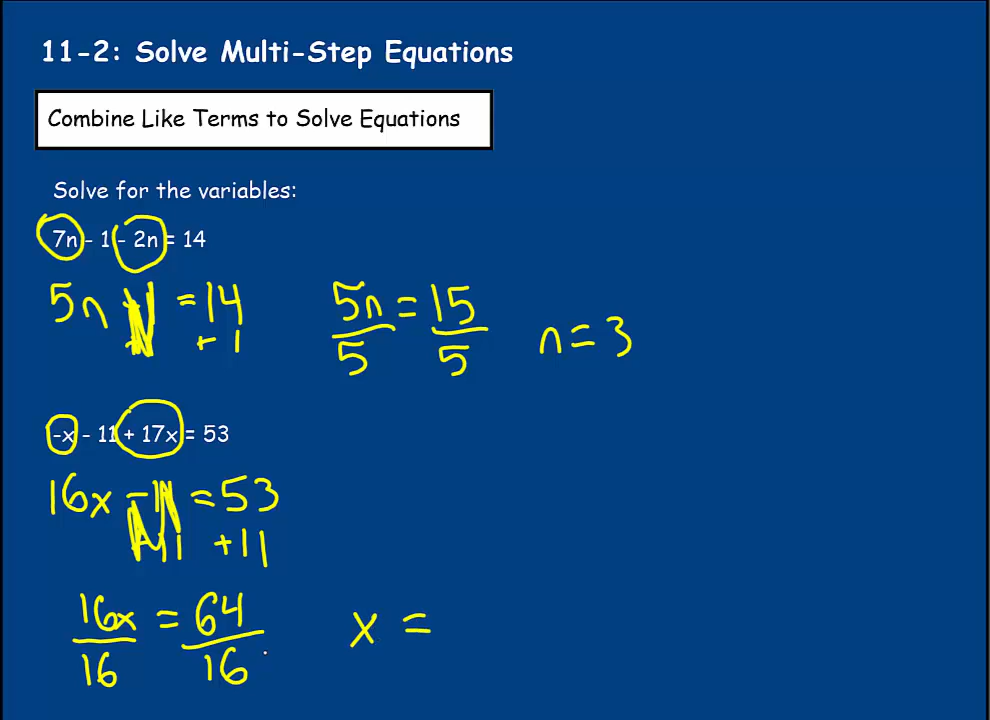 11-2: Solve Multi-Step Equations
Combine Like Terms to Solve Equations
Solve for the variables:
7n - 1 - 2n = 14
5n = 14
+ 1
5n = 15
5 5
n = 3
-x - 11 + 17x = 53
16x - 11 = 53
+ 11
16x = 64
16 16
x =